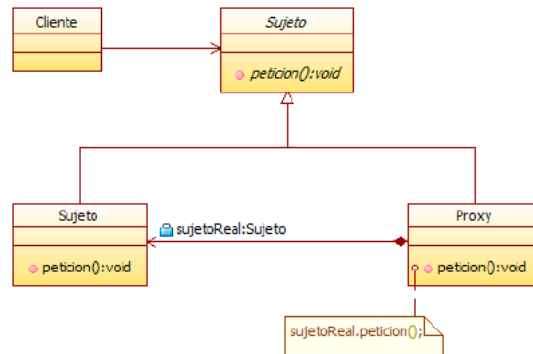 Cliente
Sujeto
peticion():void
Sujeto
peticion():void
sujetoReal:Sujeto
Proxy
peticion():void
sujetoReal.peticion();